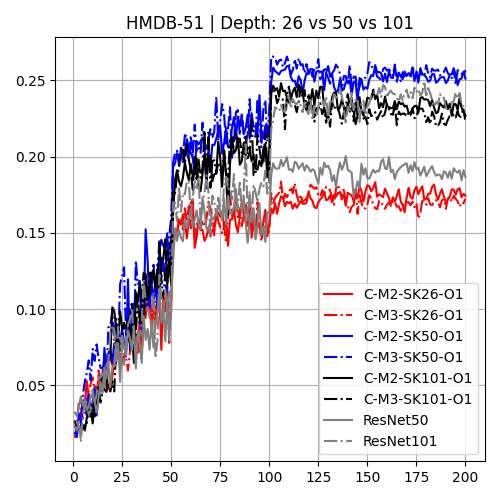 HMDB-51 | Depth: 26 vs 50 vs 101
0.25
0.20
0.15
0.10
0.05
C-M2-SK26-O1
C-M3-SK26-O1
C-M2-SK50-O1
C-M3-SK50-O1
C-M2-SK101-O1
C-M3-SK101-O1
ResNet50
ResNet101
0 25 50 75 100 125 150 175 200